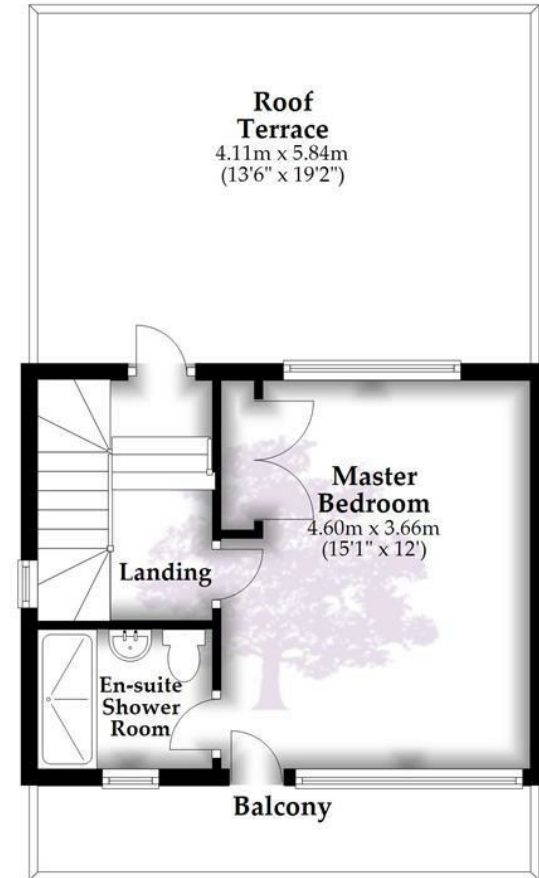 Roof
Terrace
4.11m x 5.84m
(13'6" x 19'2")
Master
Bedroom
4.60m x 3.66m
(15'1" x 12')
Landing
En-suite
Shower
Room
Balcony